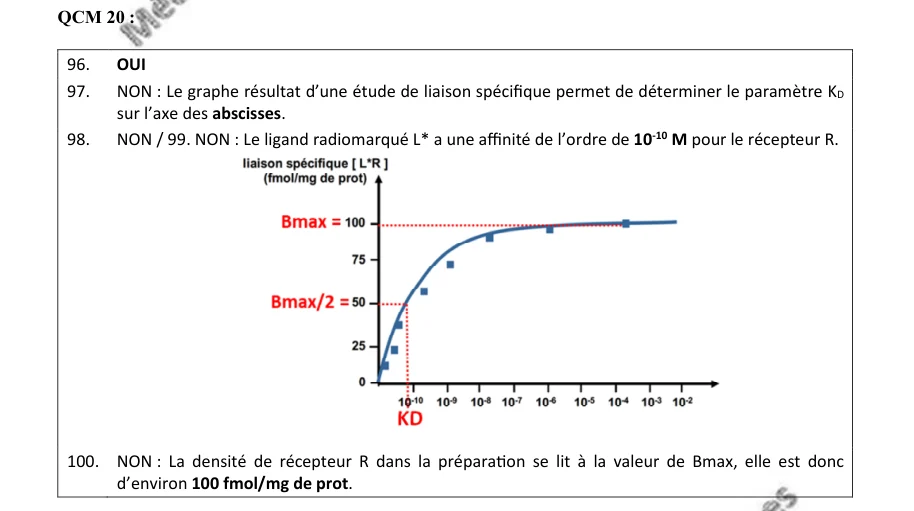 QCM 20 :
96. OUI
97. NON : Le graphe résultat d’une étude de liaison spécifique permet de déterminer le paramètre KD
sur l’axe des abscisses.
98. NON / 99. NON : Le ligand radiomarqué L* a une affinité de l’ordre de 10-10 M pour le récepteur R.
liaison spécifique [ L*R ]
(fmol/mg de prot)
Bmax = 100
75
Bmax/2 = 50
25
0
10-10 10-9 10-8 10-7 10-6 10-5 10-4 10-3 10-2
KD
100. NON : La densité de récepteur R dans la préparation se lit à la valeur de Bmax, elle est donc
d’environ 100 fmol/mg de prot.